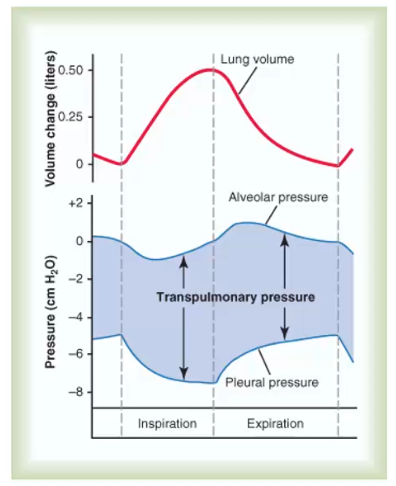 Volume change (liters)
0.50
0.25
0
Lung volume
Pressure (cm H₂O)
+2
0
−2
−4
−6
−8
Alveolar pressure
Transpulmonary pressure
Pleural pressure
Inspiration
Expiration